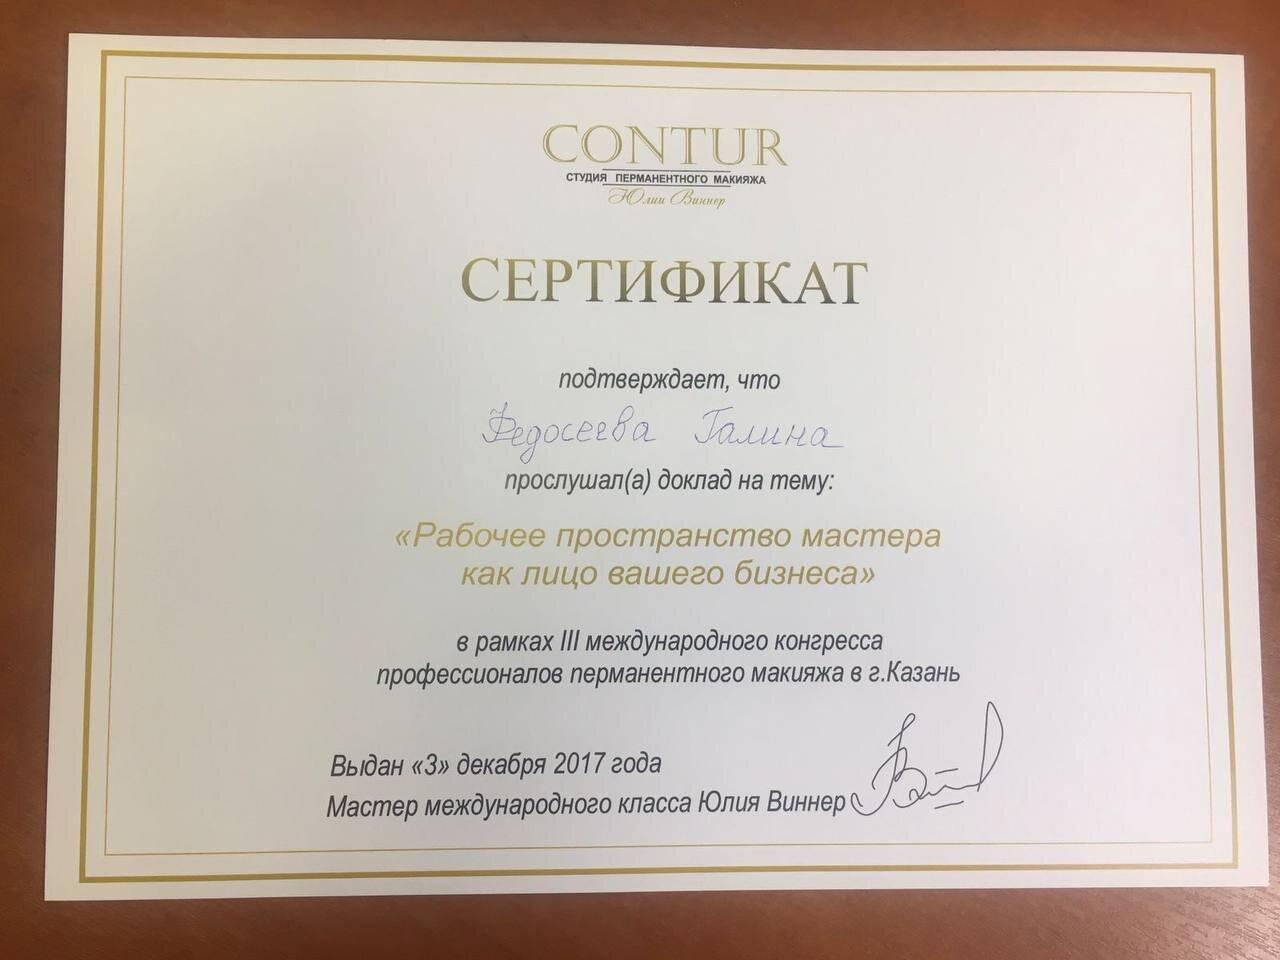 CONTUR
СТУДИЯ ПЕРМАНЕНТНОГО МАКИЯЖА
Юлии Виннер
СЕРТИФИКАТ
подтверждает, что
Федосеева Галина
прослушал(а) доклад на тему:
«Рабочее пространство мастера
как лицо вашего бизнеса»
в рамках III международного конгресса
профессионалов перманентного макияжа в г.Казань
Выдан «3» декабря 2017 года
Мастер международного класса Юлия Виннер